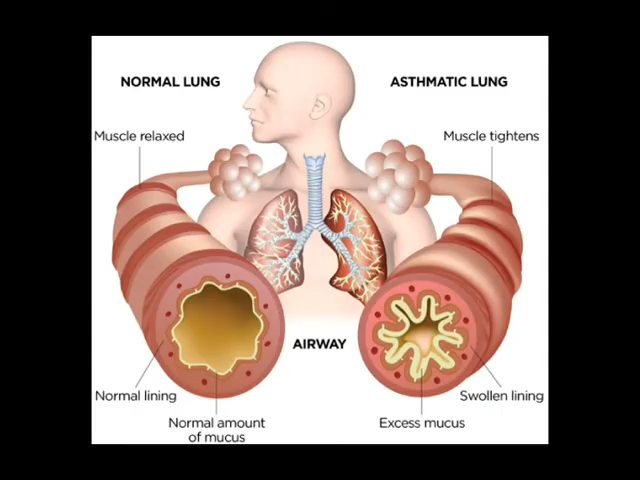 NORMAL LUNG
ASTHMATIC LUNG
Muscle relaxed
Muscle tightens
AIRWAY
Normal lining
Swollen lining
Normal amount
of mucus
Excess mucus